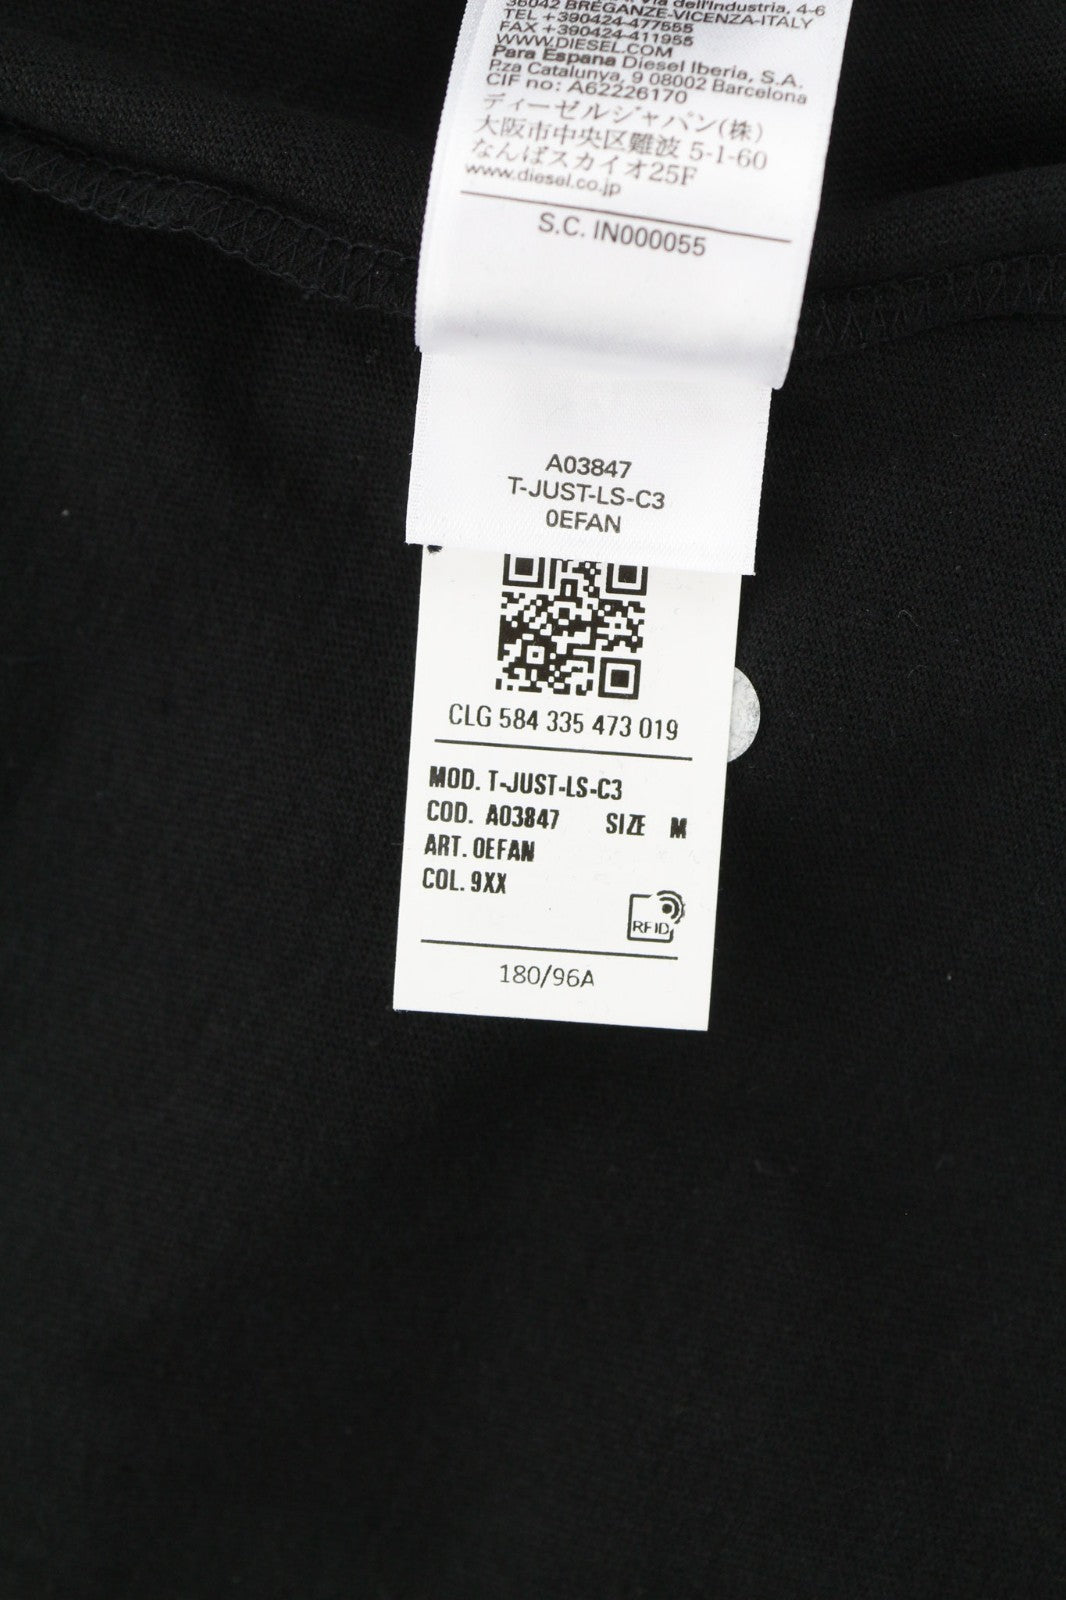 Via dell'Industria, 4-6
36042 BREGANZE-VICENZA-ITALY
TEL +390424-477555
FAX +390424-411955
WWW.DIESEL.COM
Para Espana Diesel Iberia, S.A.
P.za Catalunya, 9 08002 Barcelona
CIF no: A62226170
ディーゼルジャパン(株)
大阪市中央区難波 5-1-60
なんばスカイオ25F
www.diesel.co.jp
S.C. IN000055
A03847
T-JUST-LS-C3
0EFAN
CLG 584 335 473 019
MOD. T-JUST-LS-C3
COD. A03847 SIZE M
ART. 0EFAN
COL. 9XX
RFID
180/96A